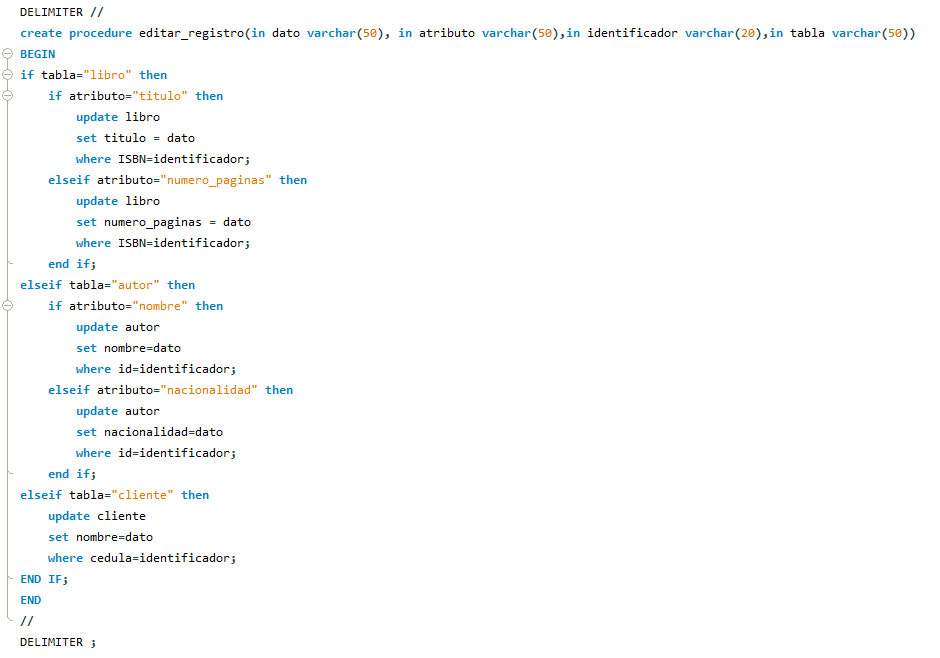 DELIMITER //
create procedure editar_registro(in dato varchar(50), in atributo varchar(50),in identificador varchar(20),in tabla varchar(50))
BEGIN
if tabla="libro" then
    if atributo="titulo" then
        update libro
        set titulo = dato
        where ISBN=identificador;
    elseif atributo="numero_paginas" then
        update libro
        set numero_paginas = dato
        where ISBN=identificador;
    end if;
elseif tabla="autor" then
    if atributo="nombre" then
        update autor
        set nombre=dato
        where id=identificador;
    elseif atributo="nacionalidad" then
        update autor
        set nacionalidad=dato
        where id=identificador;
    end if;
elseif tabla="cliente" then
    update cliente
    set nombre=dato
    where cedula=identificador;
END IF;
END
//
DELIMITER ;